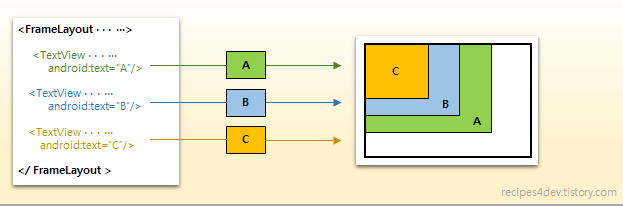 <FrameLayout ··· ···>
<TextView ··· ···
android:text="A"/>
<TextView ··· ···
android:text="B"/>
<TextView ··· ···
android:text="C"/>
</ FrameLayout >
A
B
C
C
B
A
recipes4dev.tistory.com